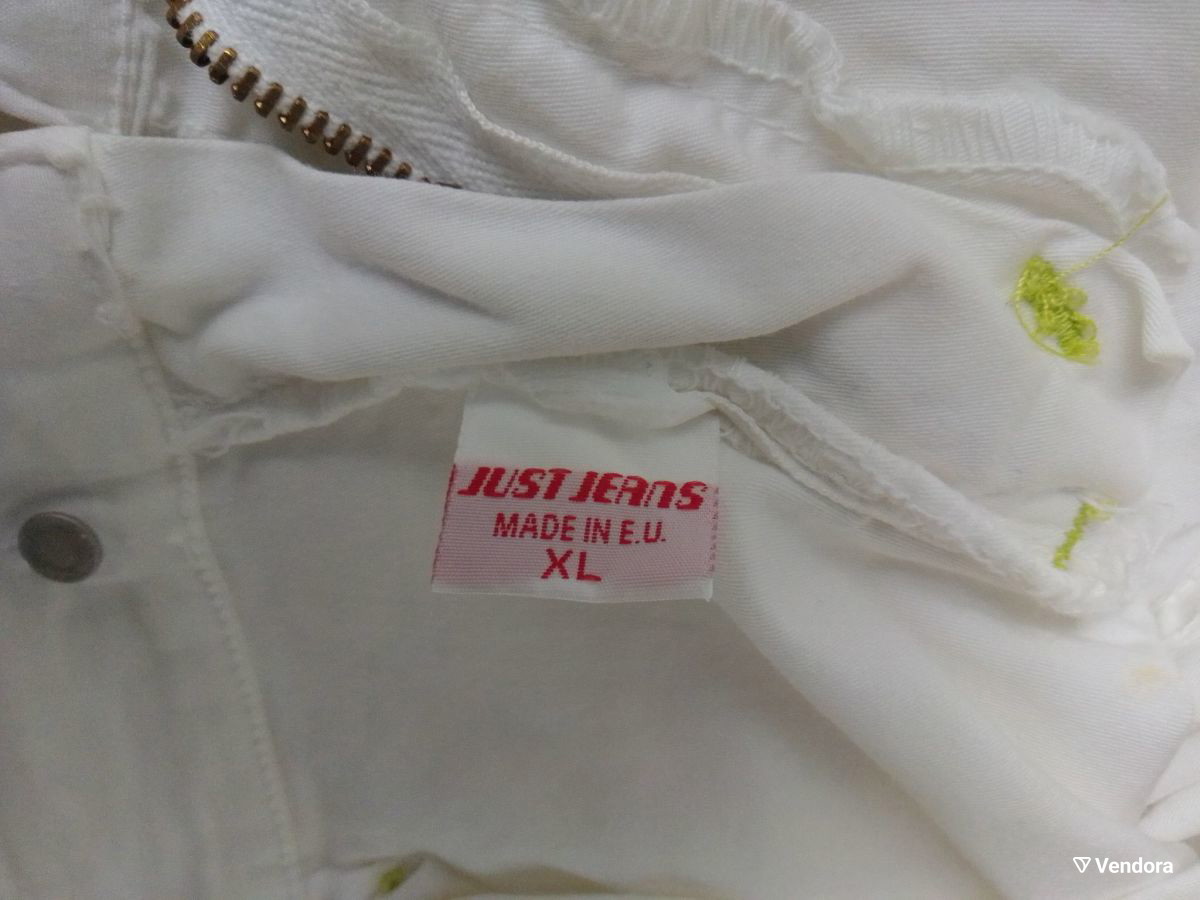 JUST JEANS
MADE IN E.U.
XL
Vendora